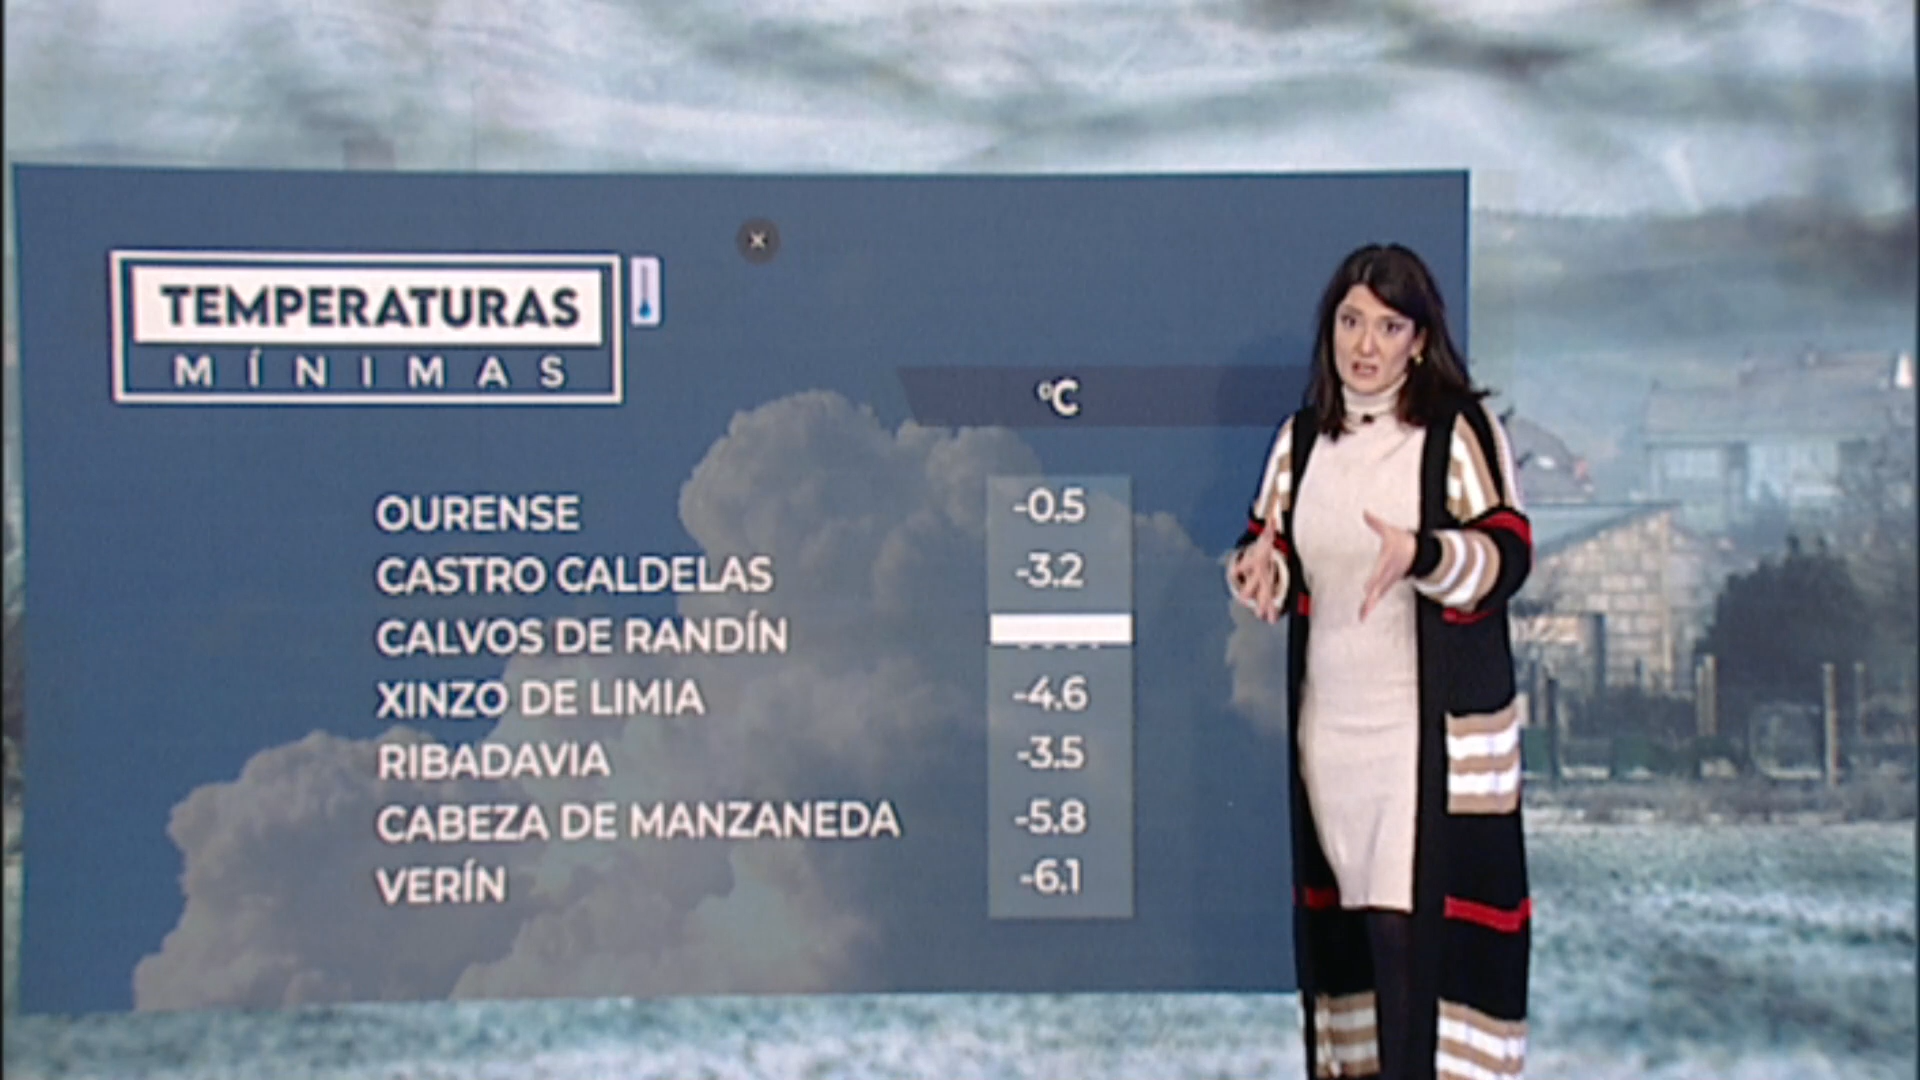 TEMPERATURAS
MÍNIMAS
°C
OURENSE -0.5
CASTRO CALDELAS -3.2
CALVOS DE RANDÍN
XINZO DE LIMIA -4.6
RIBADAVIA -3.5
CABEZA DE MANZANEDA -5.8
VERÍN -6.1